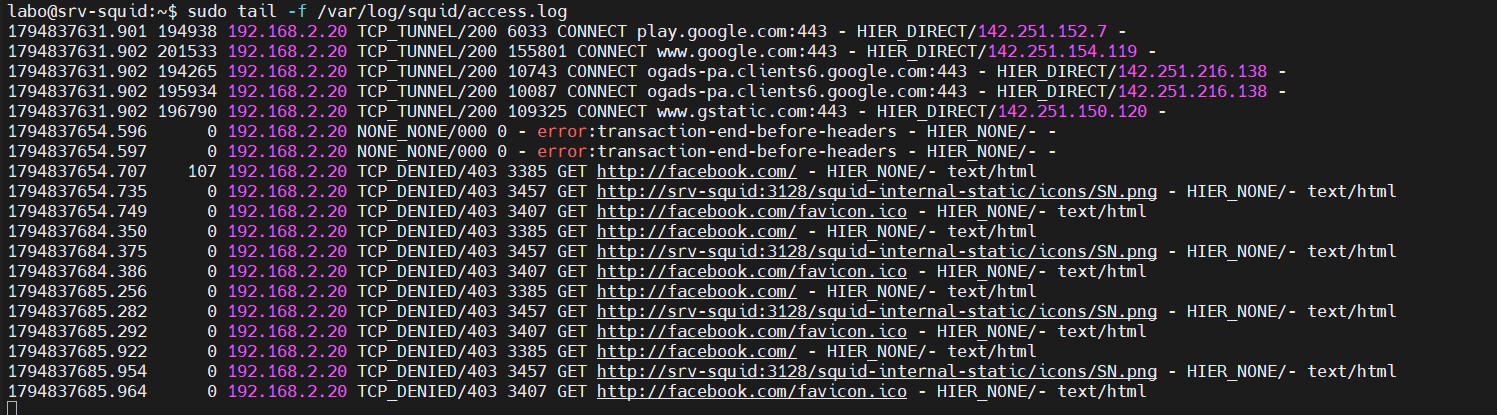 labo@srv-squid:~$ sudo tail -f /var/log/squid/access.log
1794837631.901 194938 192.168.2.20 TCP_TUNNEL/200 6033 CONNECT play.google.com:443 - HIER_DIRECT/142.251.152.7 -
1794837631.902 201533 192.168.2.20 TCP_TUNNEL/200 155801 CONNECT www.google.com:443 - HIER_DIRECT/142.251.154.119 -
1794837631.902 194265 192.168.2.20 TCP_TUNNEL/200 10743 CONNECT ogads-pa.clients6.google.com:443 - HIER_DIRECT/142.251.216.138 -
1794837631.902 195934 192.168.2.20 TCP_TUNNEL/200 10087 CONNECT ogads-pa.clients6.google.com:443 - HIER_DIRECT/142.251.216.138 -
1794837631.902 196790 192.168.2.20 TCP_TUNNEL/200 109325 CONNECT www.gstatic.com:443 - HIER_DIRECT/142.251.150.120 -
1794837654.596      0 192.168.2.20 NONE_NONE/000 0 - error:transaction-end-before-headers - HIER_NONE/- -
1794837654.597      0 192.168.2.20 NONE_NONE/000 0 - error:transaction-end-before-headers - HIER_NONE/- -
1794837654.707    107 192.168.2.20 TCP_DENIED/403 3385 GET http://facebook.com/ - HIER_NONE/- text/html
1794837654.735      0 192.168.2.20 TCP_DENIED/403 3457 GET http://srv-squid:3128/squid-internal-static/icons/SN.png - HIER_NONE/- text/html
1794837654.749      0 192.168.2.20 TCP_DENIED/403 3407 GET http://facebook.com/favicon.ico - HIER_NONE/- text/html
1794837684.350      0 192.168.2.20 TCP_DENIED/403 3385 GET http://facebook.com/ - HIER_NONE/- text/html
1794837684.375      0 192.168.2.20 TCP_DENIED/403 3457 GET http://srv-squid:3128/squid-internal-static/icons/SN.png - HIER_NONE/- text/html
1794837684.386      0 192.168.2.20 TCP_DENIED/403 3407 GET http://facebook.com/favicon.ico - HIER_NONE/- text/html
1794837685.256      0 192.168.2.20 TCP_DENIED/403 3385 GET http://facebook.com/ - HIER_NONE/- text/html
1794837685.282      0 192.168.2.20 TCP_DENIED/403 3457 GET http://srv-squid:3128/squid-internal-static/icons/SN.png - HIER_NONE/- text/html
1794837685.292      0 192.168.2.20 TCP_DENIED/403 3407 GET http://facebook.com/favicon.ico - HIER_NONE/- text/html
1794837685.922      0 192.168.2.20 TCP_DENIED/403 3385 GET http://facebook.com/ - HIER_NONE/- text/html
1794837685.954      0 192.168.2.20 TCP_DENIED/403 3457 GET http://srv-squid:3128/squid-internal-static/icons/SN.png - HIER_NONE/- text/html
1794837685.964      0 192.168.2.20 TCP_DENIED/403 3407 GET http://facebook.com/favicon.ico - HIER_NONE/- text/html